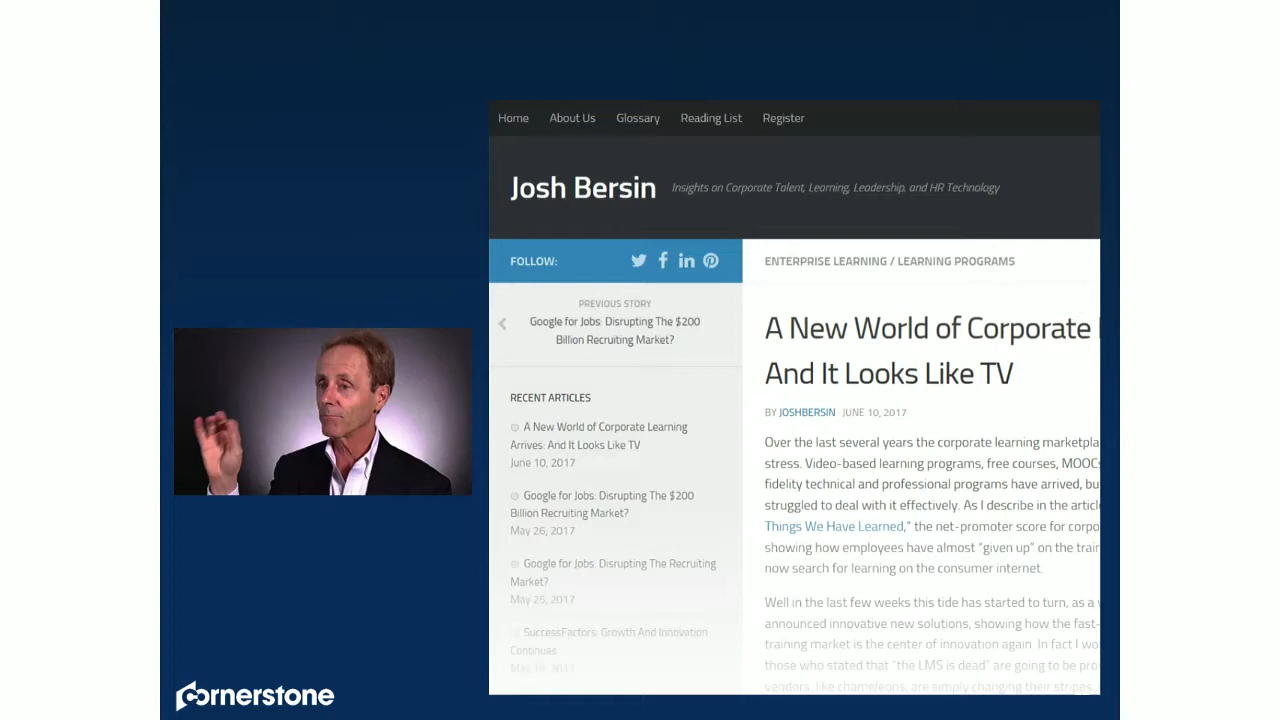 Home About Us Glossary Reading List Register
Josh Bersin Insights on Corporate Talent, Learning, Leadership, and HR Technology
FOLLOW:
PREVIOUS STORY
Google for Jobs: Disrupting The $200
Billion Recruiting Market?
RECENT ARTICLES
A New World of Corporate Learning
Arrives: And It Looks Like TV
June 10, 2017
Google for Jobs: Disrupting The $200
Billion Recruiting Market?
May 26, 2017
Google for Jobs: Disrupting The Recruiting
Market?
May 25, 2017
SuccessFactors: Growth And Innovation
Continues
ENTERPRISE LEARNING / LEARNING PROGRAMS
A New World of Corporate
And It Looks Like TV
BY JOSHBERSIN · JUNE 10, 2017
Over the last several years the corporate learning marketpla
stress. Video-based learning programs, free courses, MOOCs
fidelity technical and professional programs have arrived, bu
struggled to deal with it effectively. As I describe in the articl
Things We Have Learned," the net-promoter score for corpo
showing how employees have almost "given up" on the train
now search for learning on the consumer internet.
Well in the last few weeks this tide has started to turn, as a
announced innovative new solutions, showing how the fast-
training market is the center of innovation again. In fact I wo
those who stated that "the LMS is dead" are going to be pro
vendors, like chameleons, are simply changing their stripes,
Cornerstone